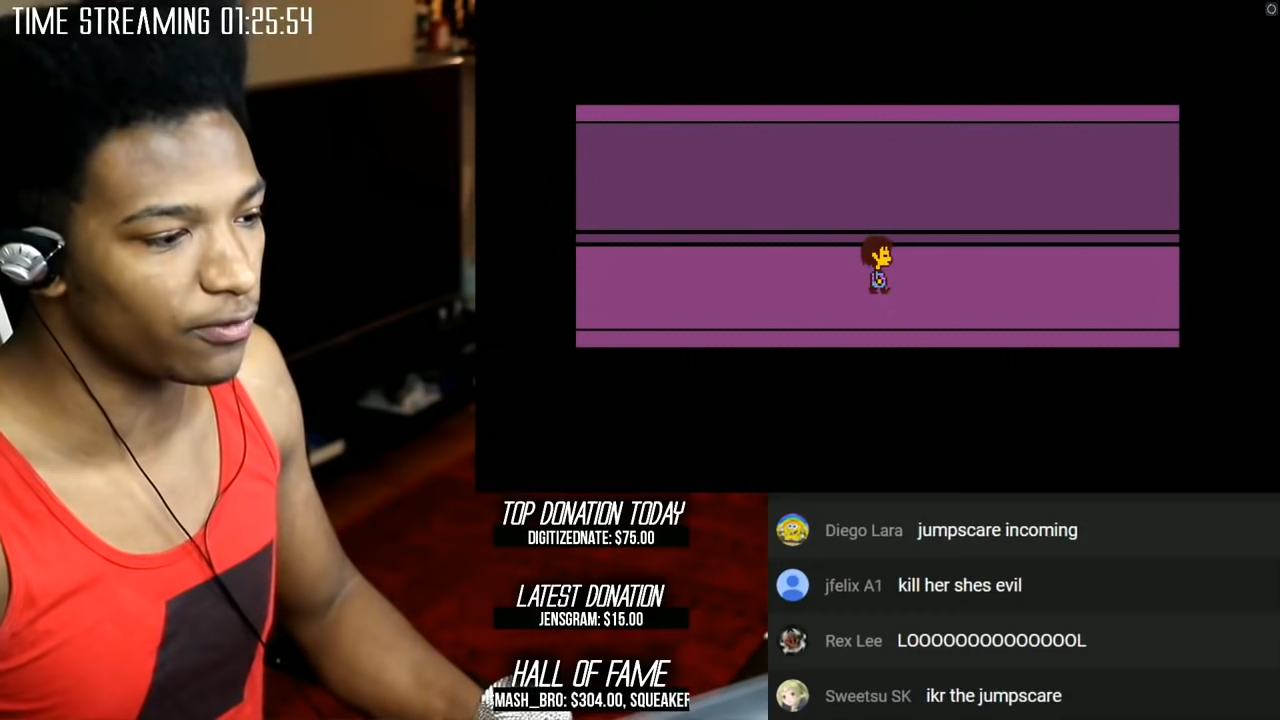 TIME STREAMING 01:25:54
TOP DONATION TODAY
DIGITIZEDNATE: $75.00
LATEST DONATION
JENSGRAM: $15.00
HALL OF FAME
MASH_BRO: $304.00, SQUEAKER
Diego Lara jumpscare incoming
jfelix A1 kill her shes evil
Rex Lee LOOOOOOOOOOOOOOL
Sweetsu SK ikr the jumpscare